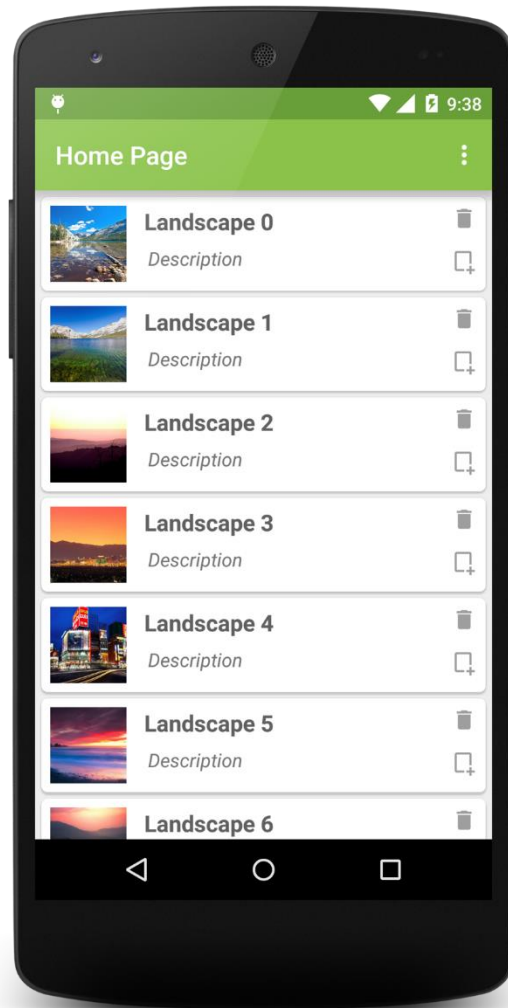 9:38
Home Page
Landscape 0
Description
Landscape 1
Description
Landscape 2
Description
Landscape 3
Description
Landscape 4
Description
Landscape 5
Description
Landscape 6